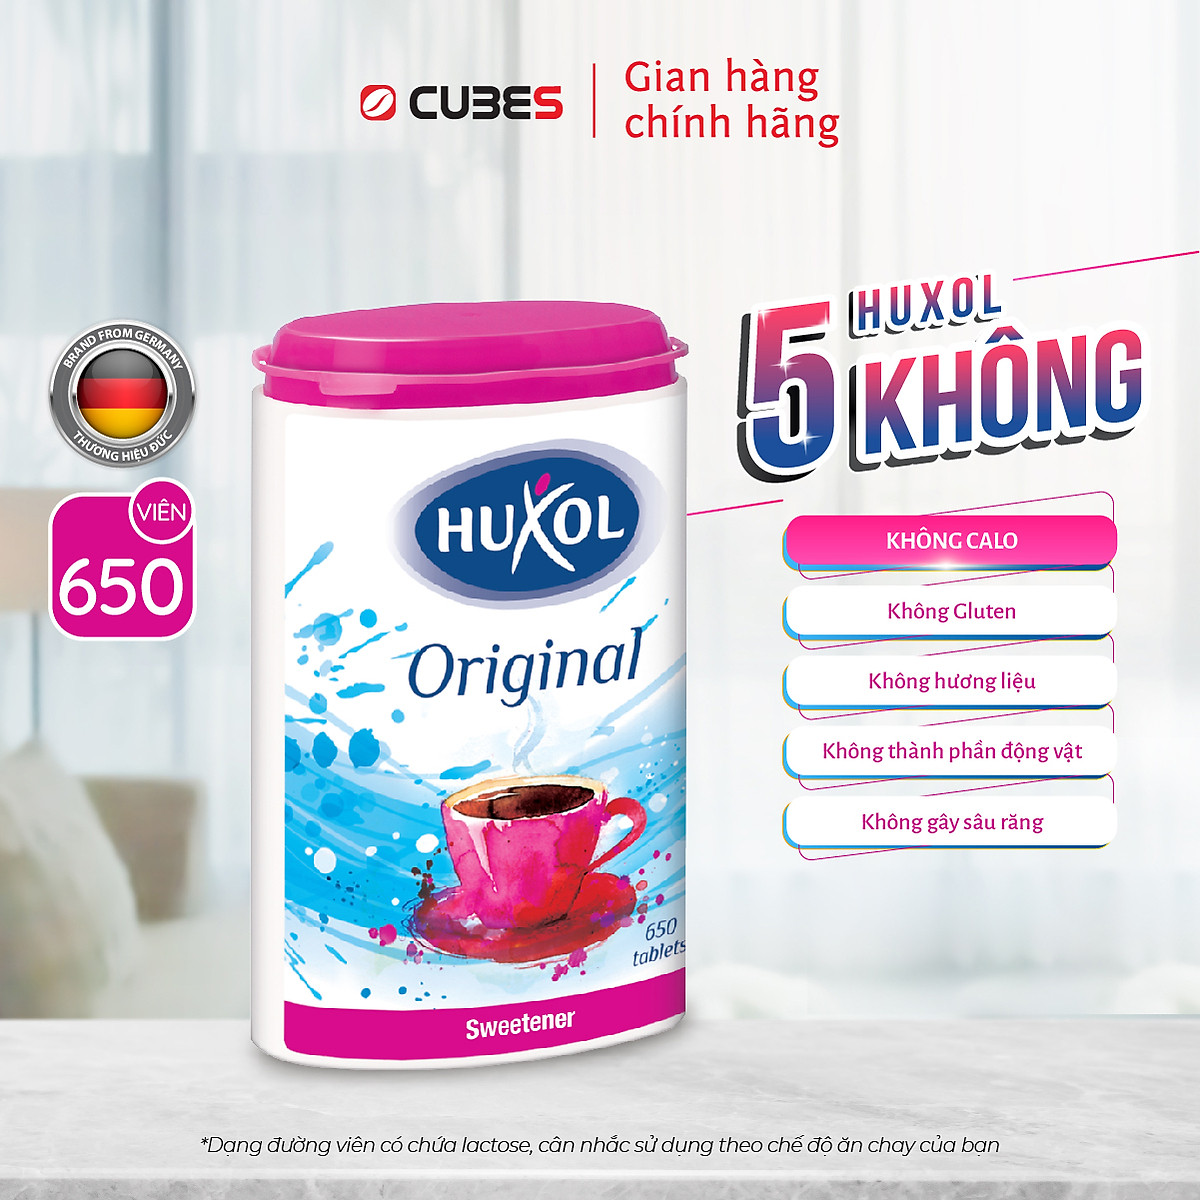 CUBES
Gian hàng
chính hãng
BRAND FROM GERMANY
THƯƠNG HIỆU ĐỨC
VIÊN
650
HUXOL
Original
650
tablets
Sweetener
HUXOL
5 KHÔNG
KHÔNG CALO
Không Gluten
Không hương liệu
Không thành phần động vật
Không gây sâu răng
*Dạng đường viên có chứa lactose, cân nhắc sử dụng theo chế độ ăn chay của bạn